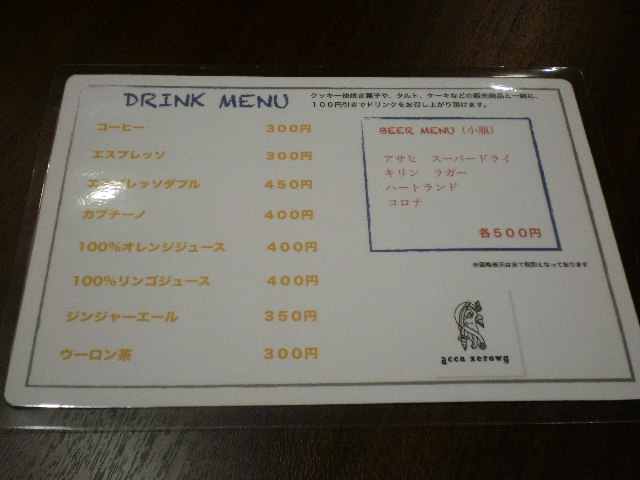 DRINK MENU
クッキー他焼き菓子や、タルト、ケーキなどの販売商品と一緒に、
100円引きでドリンクをお召し上がり頂けます。
コーヒー 300円
エスプレッソ 300円
エスプレッソダブル 450円
カプチーノ 400円
100%オレンジジュース 400円
100%リンゴジュース 400円
ジンジャーエール 350円
ウーロン茶 300円
BEER MENU (小瓶)
アサヒ スーパードライ
キリン ラガー
ハートランド
コロナ
各500円
※価格表示は全て税別となっております
acca xerowg